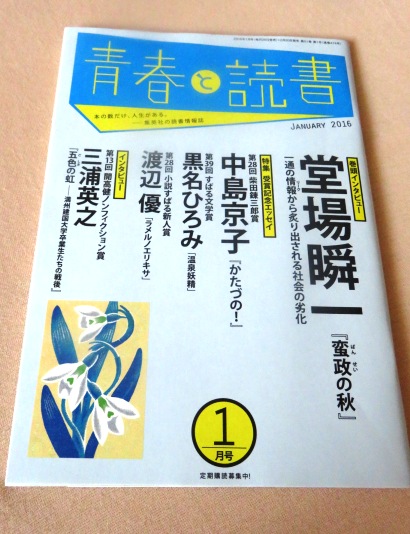 青春と読書
本の数だけ、人生がある。
——集英社の読書情報誌
JANUARY 2016
巻頭インタビュー
堂場瞬一
『蛮政の秋』
ばんせい
一通の情報から炙り出される社会の劣化
メール
特集 受賞記念エッセイ
第28回 柴田錬三郎賞
中島京子
『かたづの!』
第39回 すばる文学賞
黒名ひろみ
「温泉妖精」
第28回 小説すばる新人賞
渡辺 優
「ラメルノエリキサ」
インタビュー
第13回 開高健ノンフィクション賞
三浦英之
『五色の虹——満州建国大学卒業生たちの戦後』
1
月号
定期購読募集中!